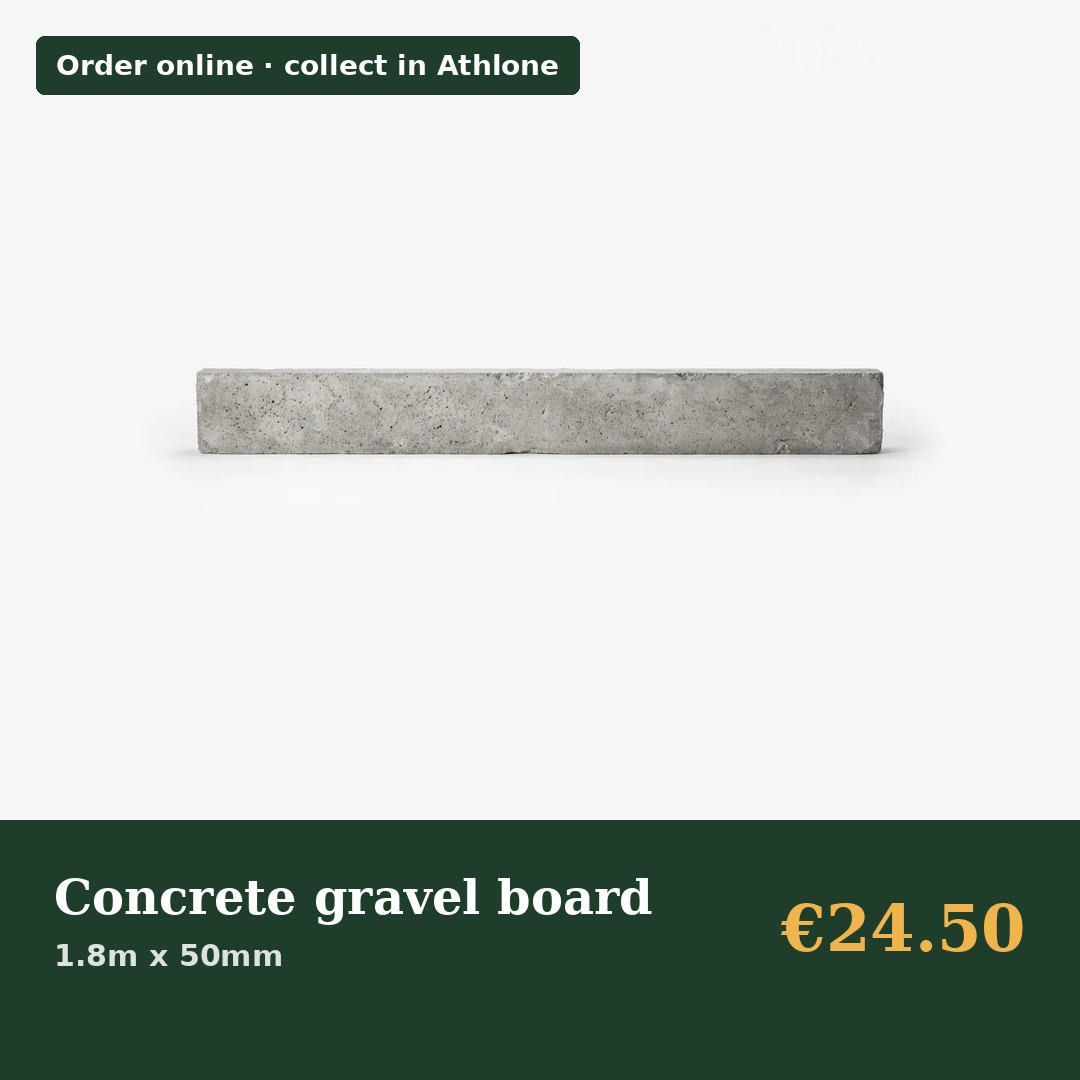 Order online · collect in Athlone
Concrete gravel board
1.8m x 50mm
€24.50